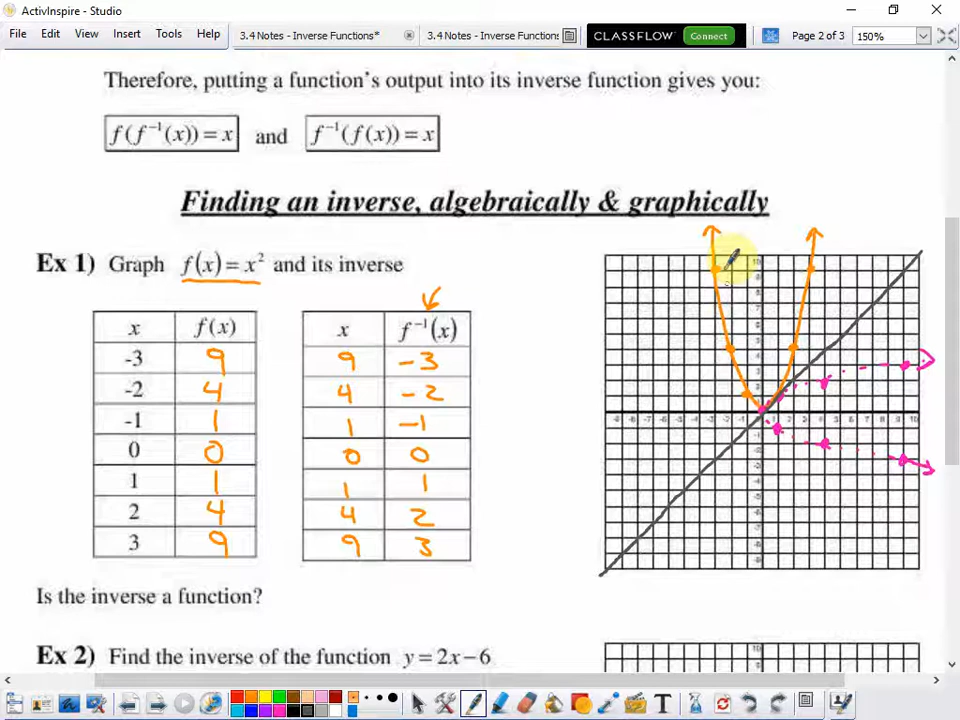 ActivInspire - Studio
File Edit View Insert Tools Help 3.4 Notes - Inverse Functions* 3.4 Notes - Inverse Functions CLASSFLOW Connect Page 2 of 3 150%
Therefore, putting a function's output into its inverse function gives you:
f(f⁻¹(x)) = x and f⁻¹(f(x)) = x
Finding an inverse, algebraically & graphically
Ex 1) Graph f(x) = x² and its inverse
x f(x) x f⁻¹(x)
-3 9 9 -3
-2 4 4 -2
-1 1 1 -1
0 0 0 0
1 1 1 1
2 4 4 2
3 9 9 3
Is the inverse a function?
Ex 2) Find the inverse of the function y = 2x − 6